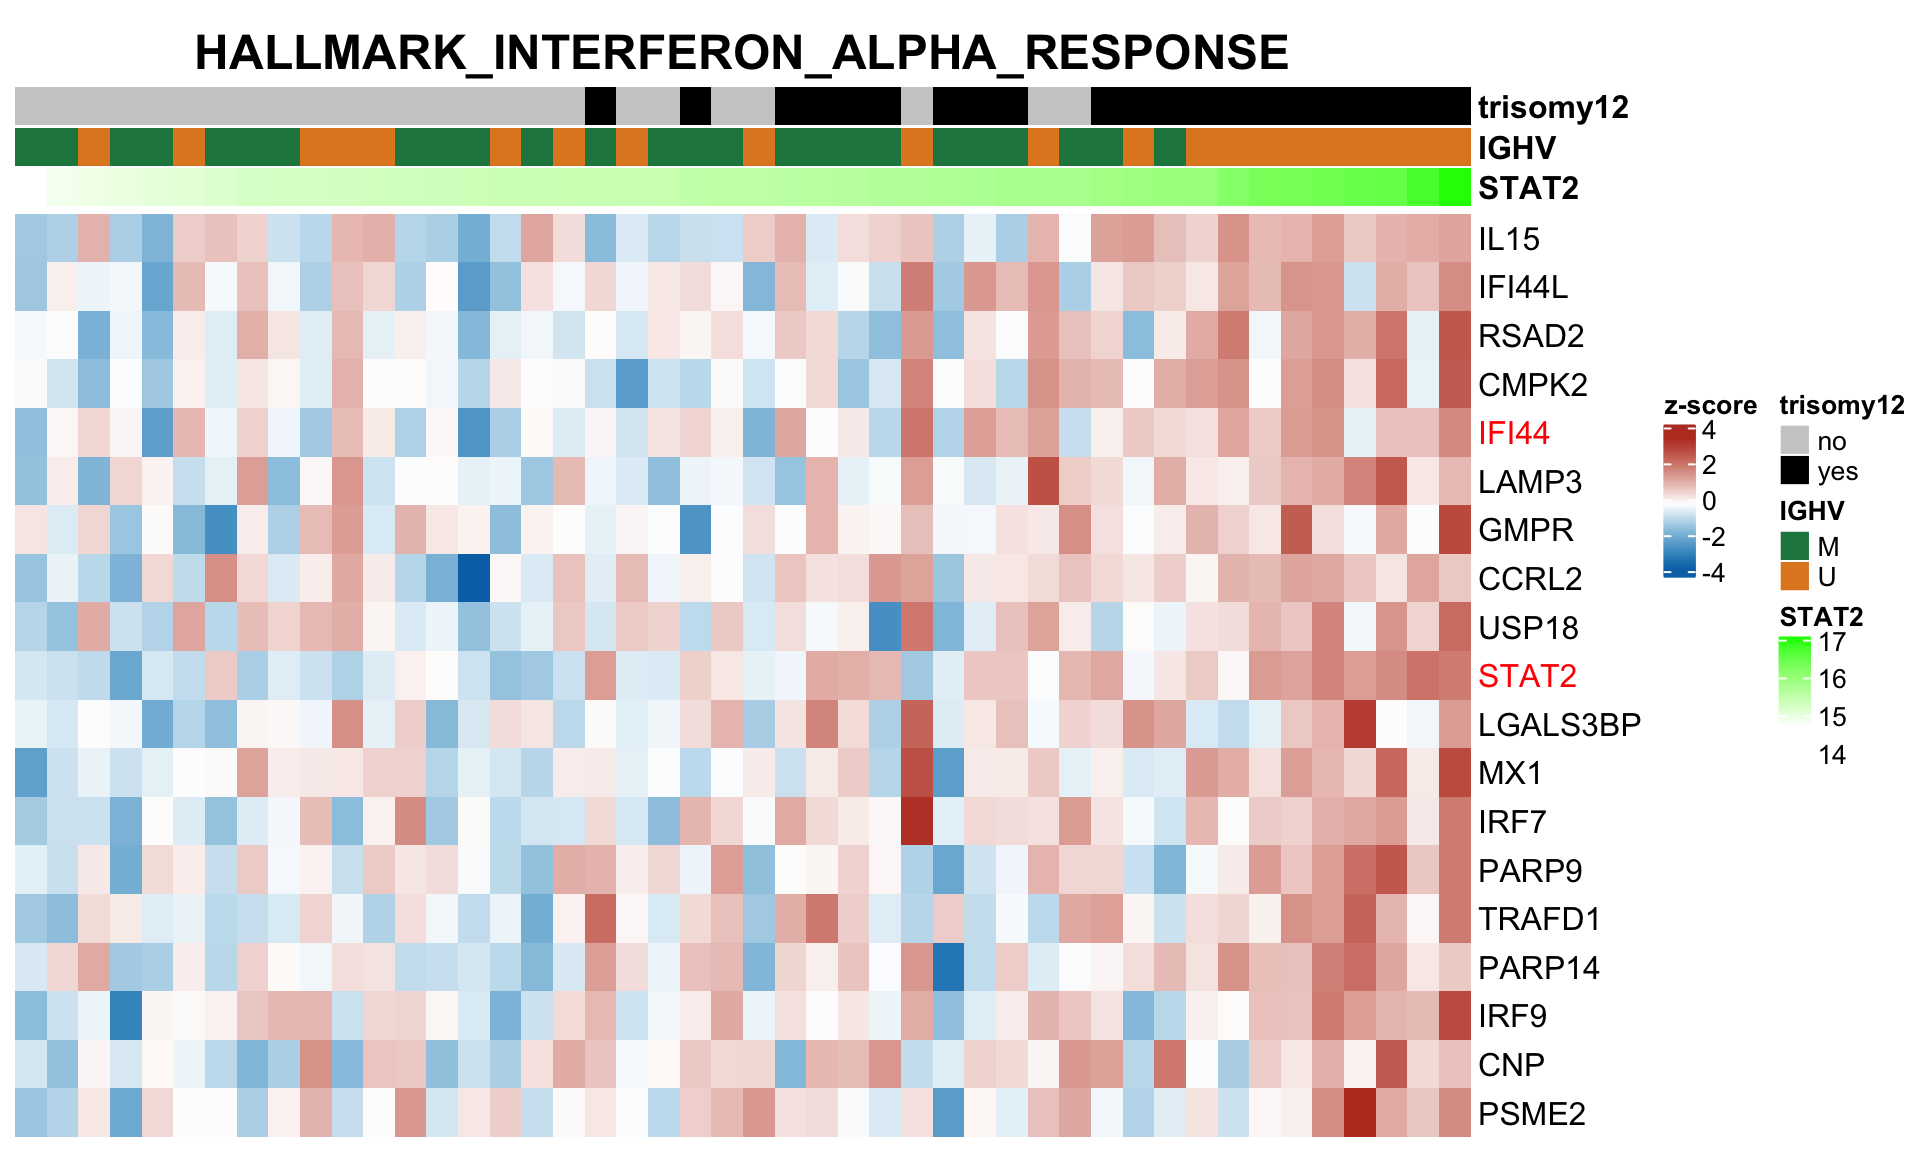 HALLMARK_INTERFERON_ALPHA_RESPONSE
trisomy12
IGHV
STAT2
IL15
IFI44L
RSAD2
CMPK2
IFI44
LAMP3
GMPR
CCRL2
USP18
STAT2
LGALS3BP
MX1
IRF7
PARP9
TRAFD1
PARP14
IRF9
CNP
PSME2
z-score
4
2
0
-2
-4
trisomy12
no
yes
IGHV
M
U
STAT2
17
16
15
14